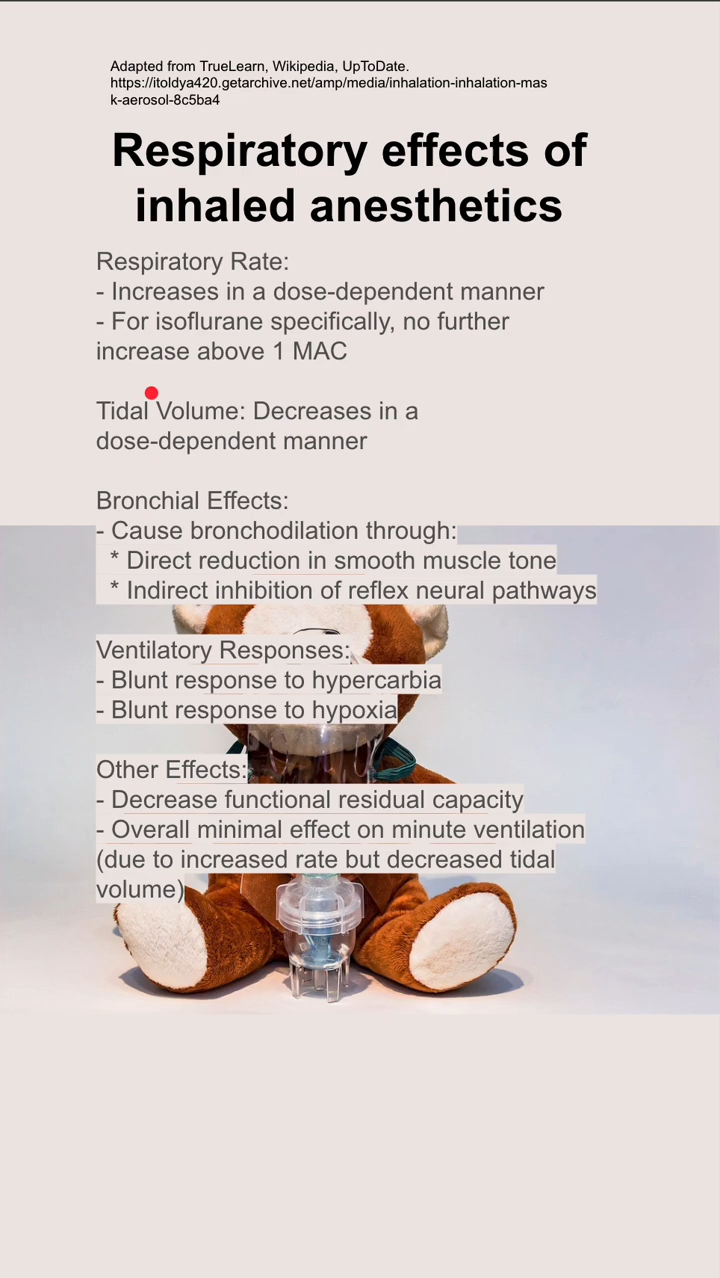 Adapted from TrueLearn, Wikipedia, UpToDate.
https://itoldya420.getarchive.net/amp/media/inhalation-inhalation-mas
k-aerosol-8c5ba4
Respiratory effects of
inhaled anesthetics
Respiratory Rate:
- Increases in a dose-dependent manner
- For isoflurane specifically, no further
increase above 1 MAC
Tidal Volume: Decreases in a
dose-dependent manner
Bronchial Effects:
- Cause bronchodilation through:
* Direct reduction in smooth muscle tone
* Indirect inhibition of reflex neural pathways
Ventilatory Responses:
- Blunt response to hypercarbia
- Blunt response to hypoxia
Other Effects:
- Decrease functional residual capacity
- Overall minimal effect on minute ventilation
(due to increased rate but decreased tidal
volume)